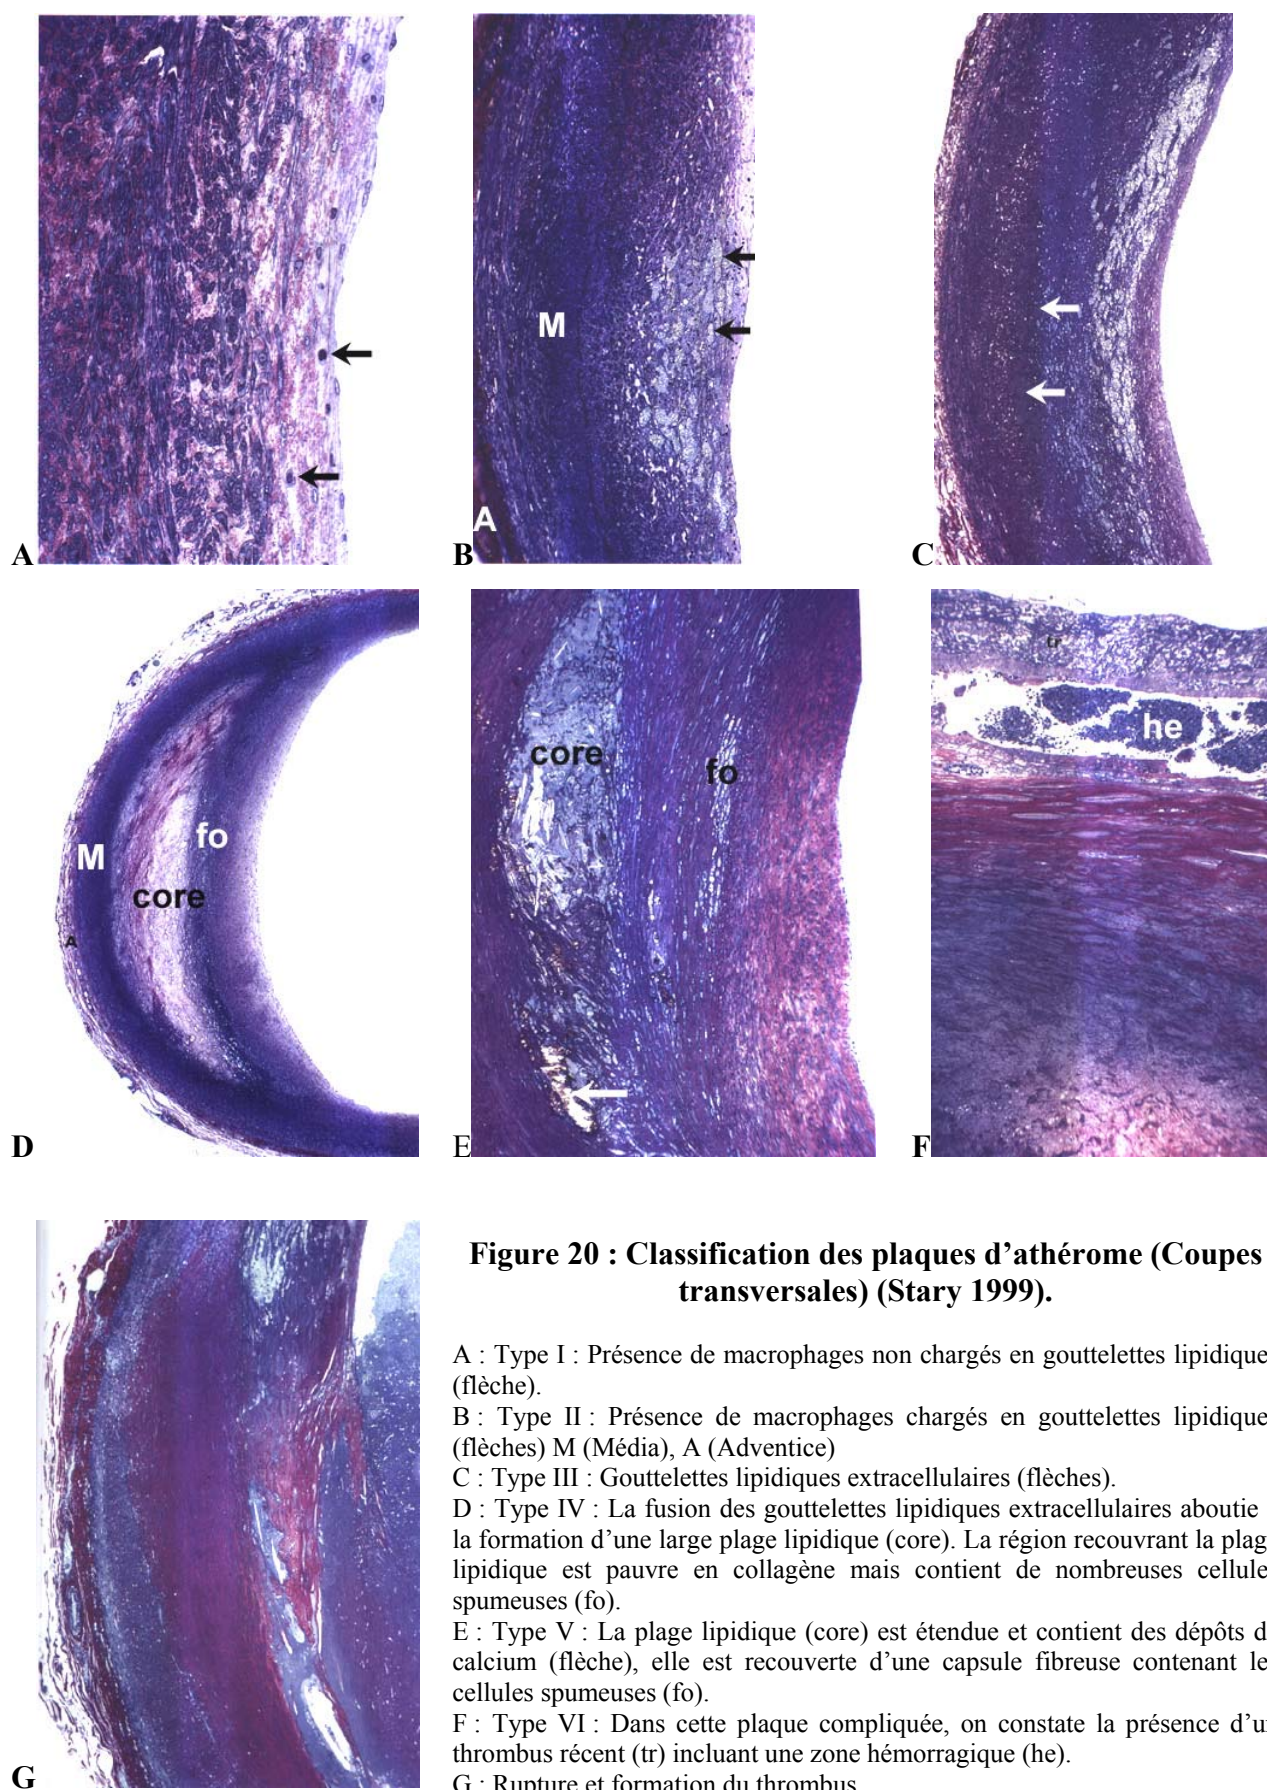 A
B
M
A
C
D
M
fo
core
A
E
core
fo
F
tr
he
G
Figure 20 : Classification des plaques d’athérome (Coupes
transversales) (Stary 1999).
A : Type I : Présence de macrophages non chargés en gouttelettes lipidique
(flèche).
B : Type II : Présence de macrophages chargés en gouttelettes lipidique
(flèches) M (Média), A (Adventice)
C : Type III : Gouttelettes lipidiques extracellulaires (flèches).
D : Type IV : La fusion des gouttelettes lipidiques extracellulaires aboutie
la formation d’une large plage lipidique (core). La région recouvrant la plag
lipidique est pauvre en collagène mais contient de nombreuses cellule
spumeuses (fo).
E : Type V : La plage lipidique (core) est étendue et contient des dépôts d
calcium (flèche), elle est recouverte d’une capsule fibreuse contenant le
cellules spumeuses (fo).
F : Type VI : Dans cette plaque compliquée, on constate la présence d’u
thrombus récent (tr) incluant une zone hémorragique (he).
G : Rupture et formation du thrombus